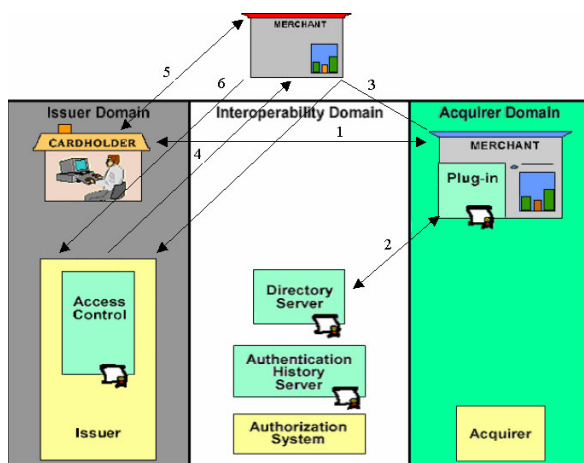 MERCHANT
5
6
3
Issuer Domain
Interoperability Domain
Acquirer Domain
1
CARDHOLDER
MERCHANT
4
Plug-in
2
Directory
Server
Access
Control
Authentication
History
Server
Authorization
System
Issuer
Acquirer